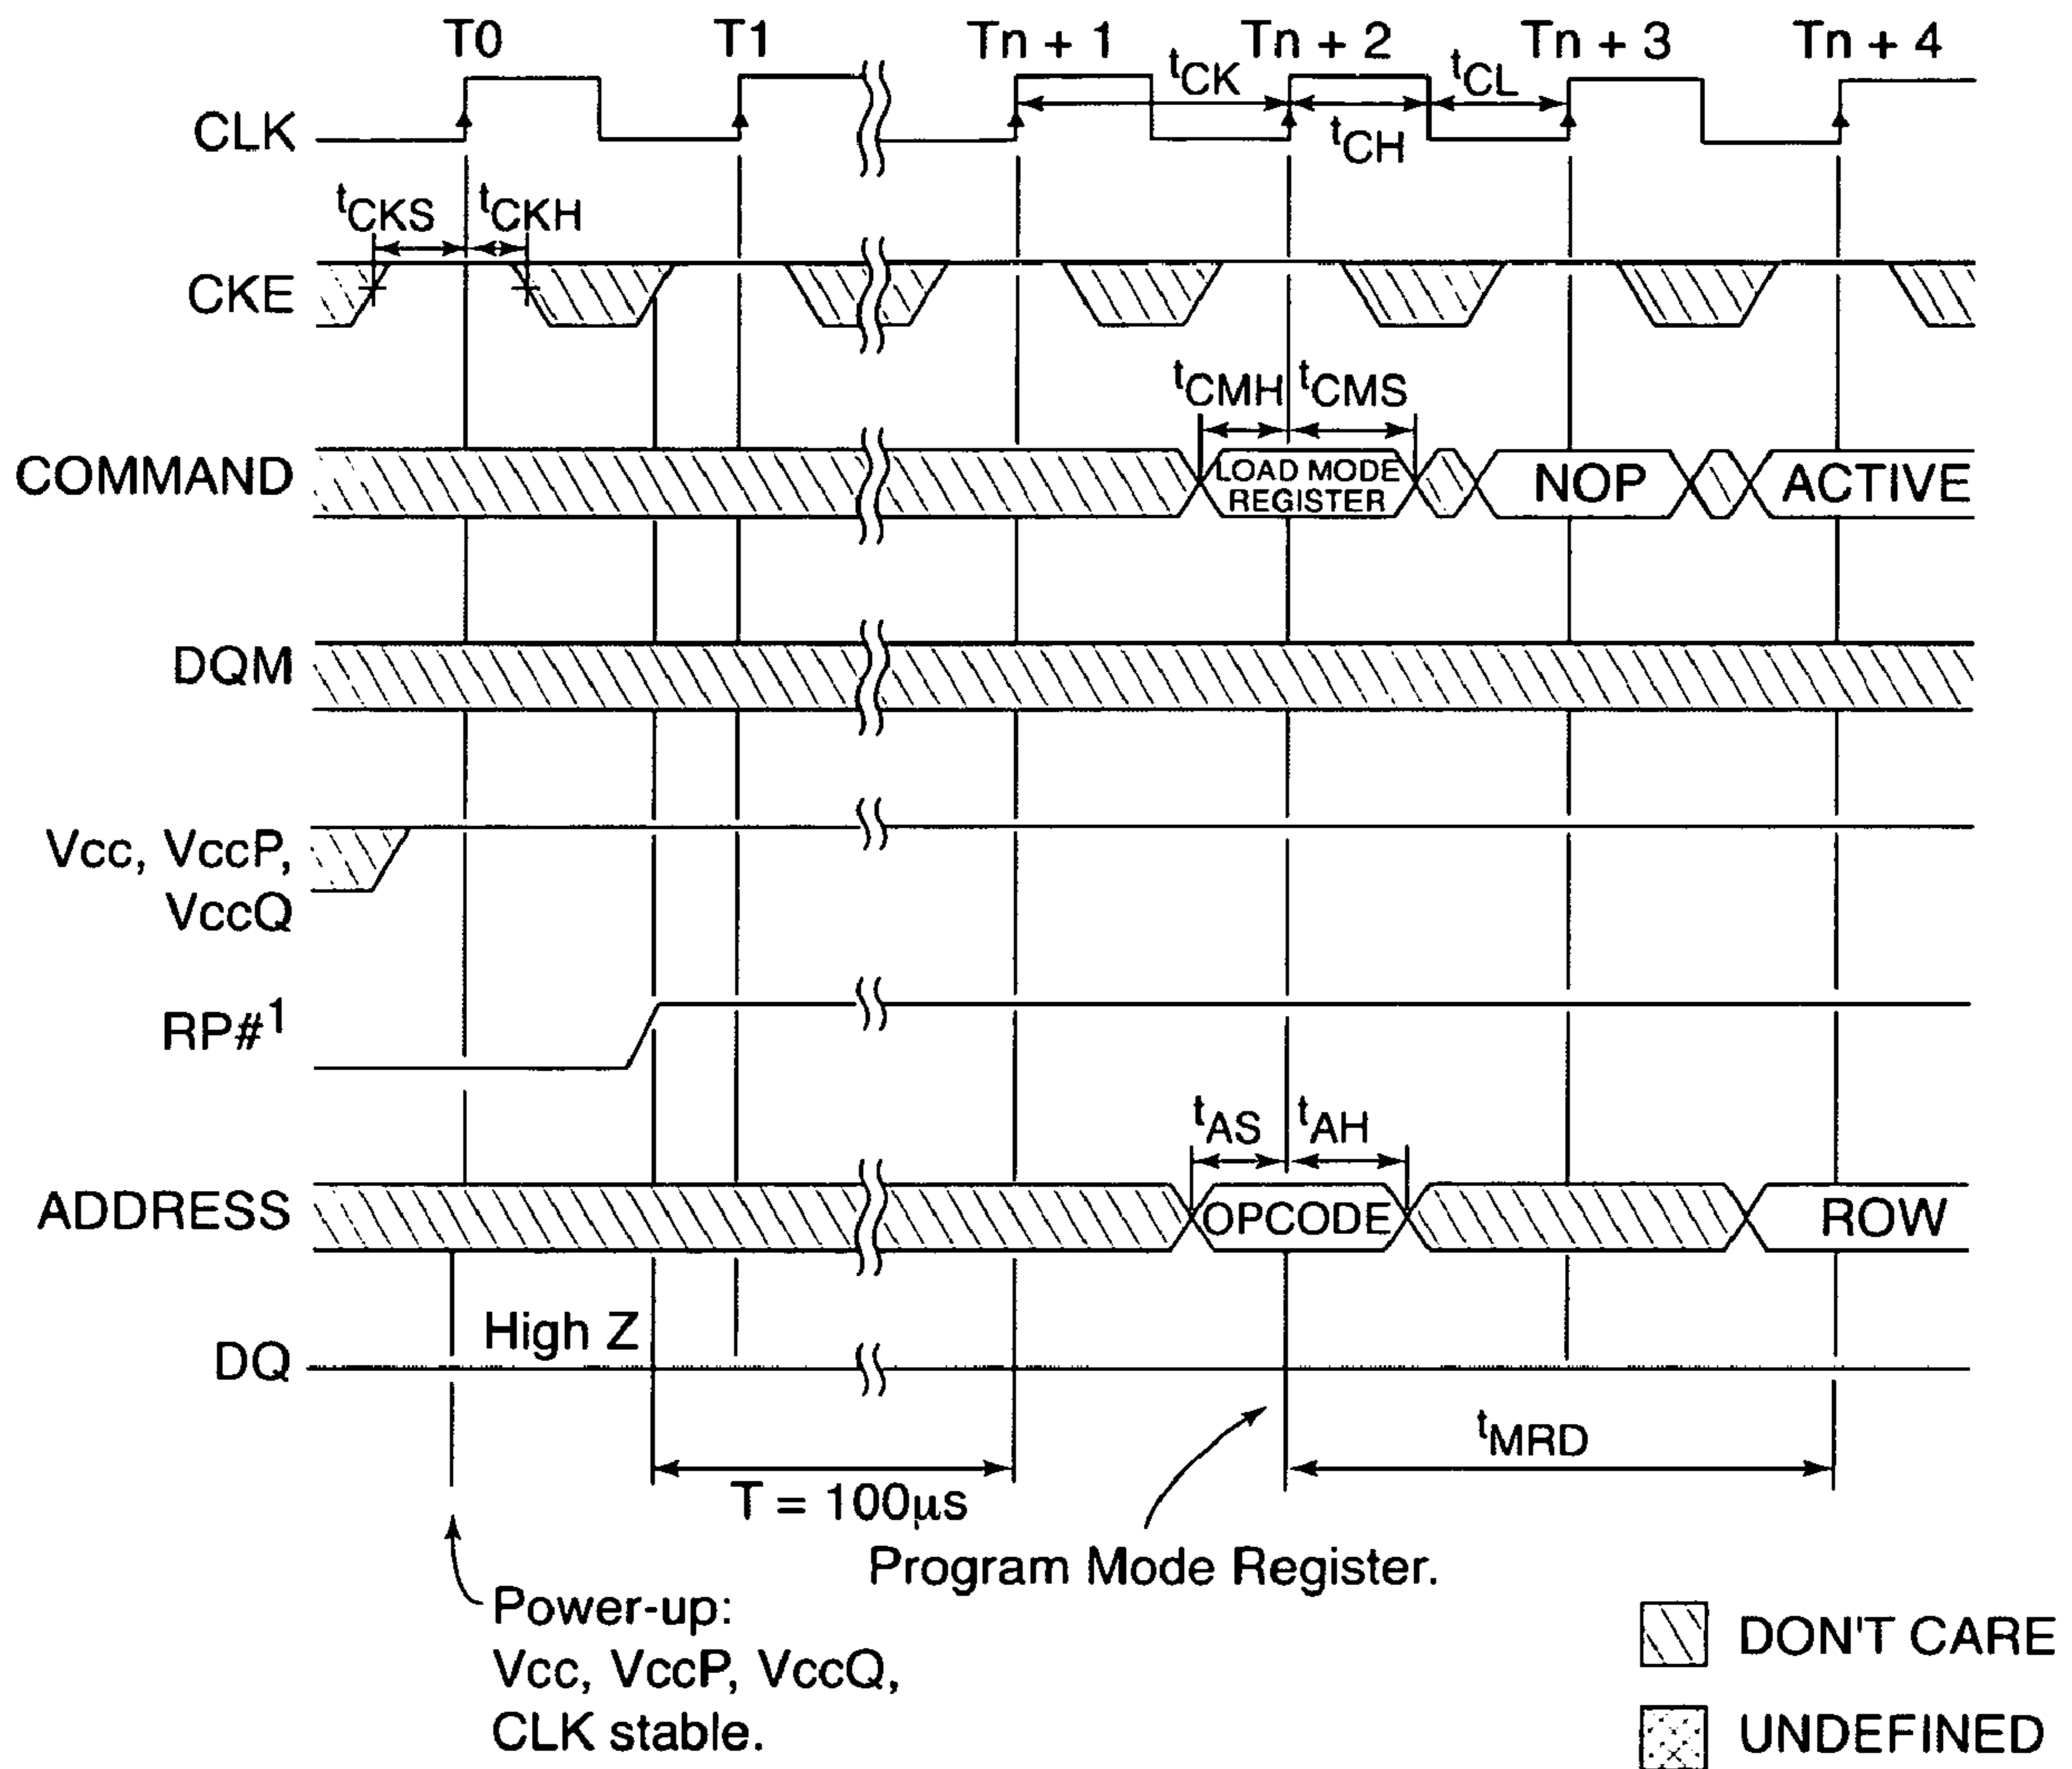 T0 T1 Tn + 1 Tn + 2 Tn + 3 Tn + 4
tCK tCL
CLK
tCH
tCKS tCKH
CKE
tCMH tCMS
COMMAND LOAD MODE REGISTER NOP ACTIVE
DQM
Vcc, VccP,
VccQ
RP#1
tAS tAH
ADDRESS OPCODE ROW
High Z
DQ
tMRD
T = 100μs
Program Mode Register.
Power-up:
Vcc, VccP, VccQ,
CLK stable.
DON'T CARE
UNDEFINED